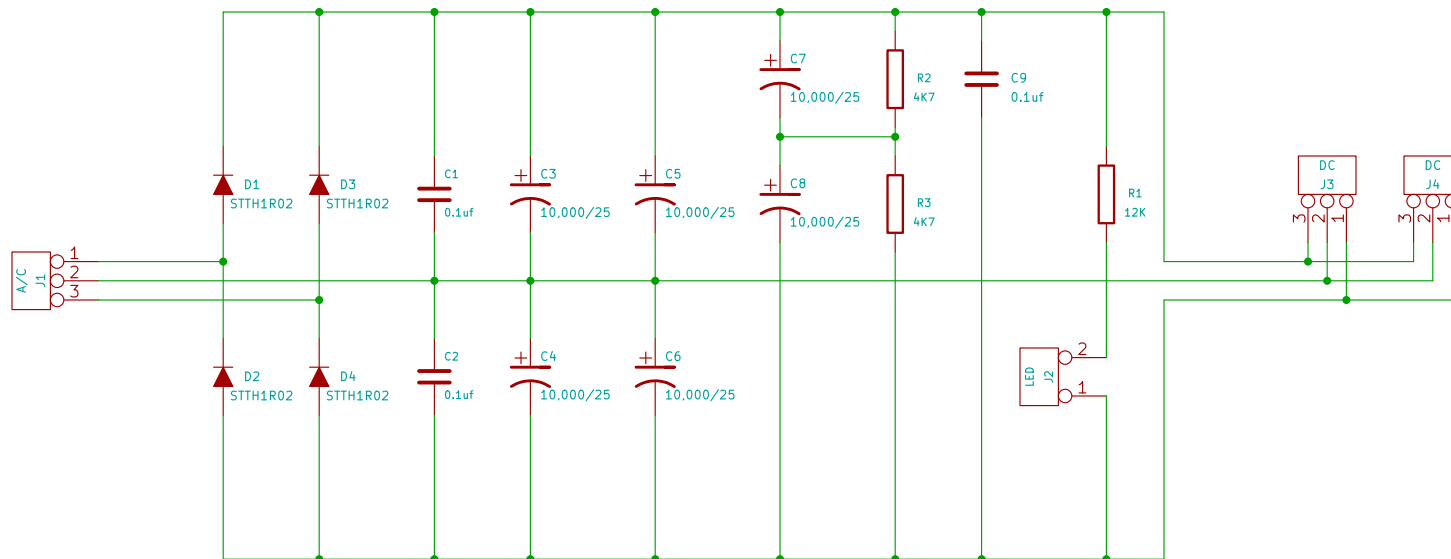 A/C
J1
1
2
3
D1
STTH1R02
D3
STTH1R02
D2
STTH1R02
D4
STTH1R02
C1
0.1uf
C2
0.1uf
C3
10,000/25
C4
10,000/25
C5
10,000/25
C6
10,000/25
C7
10,000/25
C8
10,000/25
R2
4K7
R3
4K7
C9
0.1uf
R1
12K
LED
J2
2
1
DC
J3
3
2
1
DC
J4
3
2
1